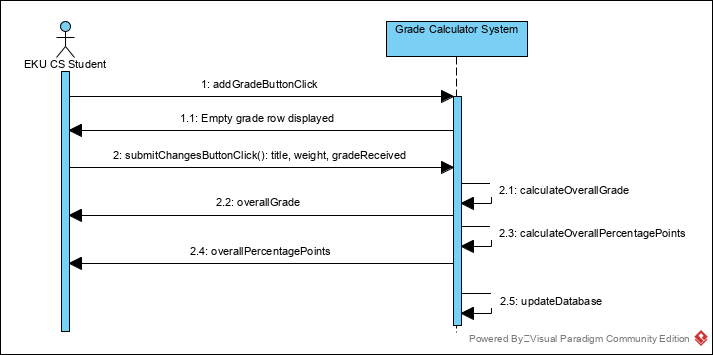 Grade Calculator System
EKU CS Student
1: addGradeButtonClick
1.1: Empty grade row displayed
2: submitChangesButtonClick(): title, weight, gradeReceived
2.1: calculateOverallGrade
2.2: overallGrade
2.3: calculateOverallPercentagePoints
2.4: overallPercentagePoints
2.5: updateDatabase
Powered By Visual Paradigm Community Edition